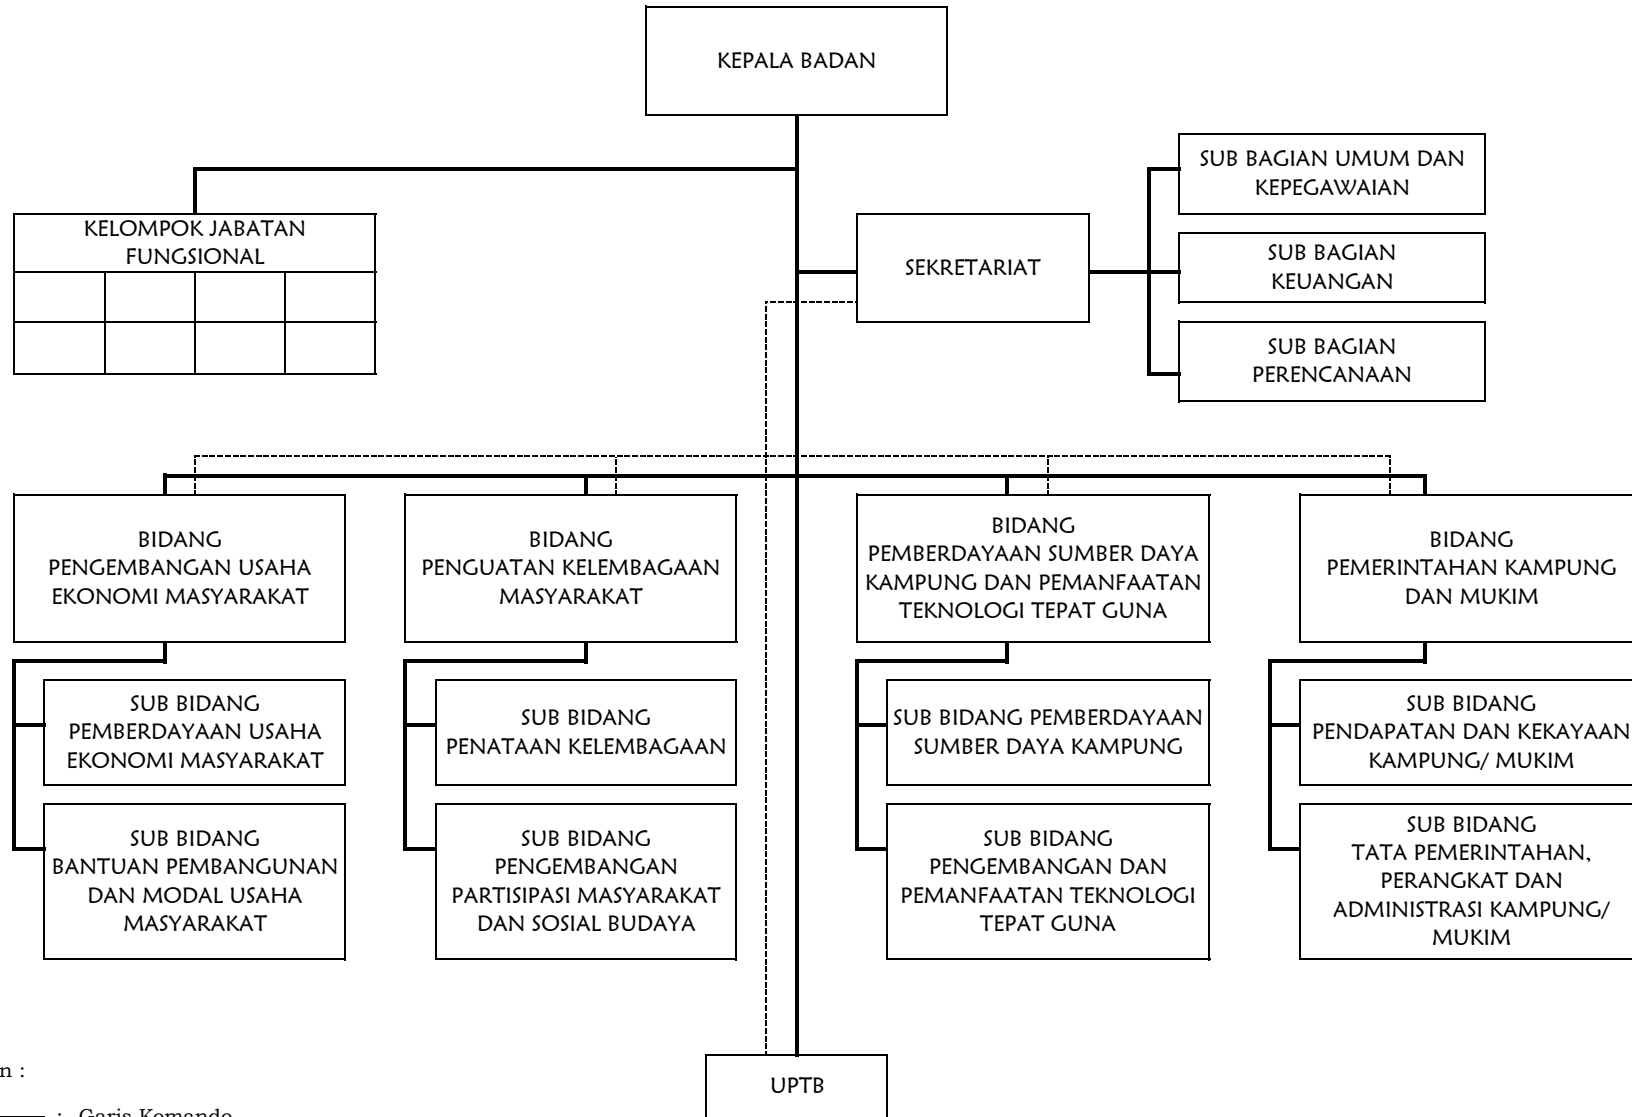 KEPALA BADAN
SUB BAGIAN UMUM DAN
KEPEGAWAIAN
KELOMPOK JABATAN
FUNGSIONAL
SEKRETARIAT
SUB BAGIAN
KEUANGAN
SUB BAGIAN
PERENCANAAN
BIDANG
PENGEMBANGAN USAHA
EKONOMI MASYARAKAT
BIDANG
PENGUATAN KELEMBAGAAN
MASYARAKAT
BIDANG
PEMBERDAYAAN SUMBER DAYA
KAMPUNG DAN PEMANFAATAN
TEKNOLOGI TEPAT GUNA
BIDANG
PEMERINTAHAN KAMPUNG
DAN MUKIM
SUB BIDANG
PEMBERDAYAAN USAHA
EKONOMI MASYARAKAT
SUB BIDANG
PENATAAN KELEMBAGAAN
SUB BIDANG PEMBERDAYAAN
SUMBER DAYA KAMPUNG
SUB BIDANG
PENDAPATAN DAN KEKAYAAN
KAMPUNG/ MUKIM
SUB BIDANG
BANTUAN PEMBANGUNAN
DAN MODAL USAHA
MASYARAKAT
SUB BIDANG
PENGEMBANGAN
PARTISIPASI MASYARAKAT
DAN SOSIAL BUDAYA
SUB BIDANG
PENGEMBANGAN DAN
PEMANFAATAN TEKNOLOGI
TEPAT GUNA
SUB BIDANG
TATA PEMERINTAHAN,
PERANGKAT DAN
ADMINISTRASI KAMPUNG/
MUKIM
UPTB
n :
: Garis Komando